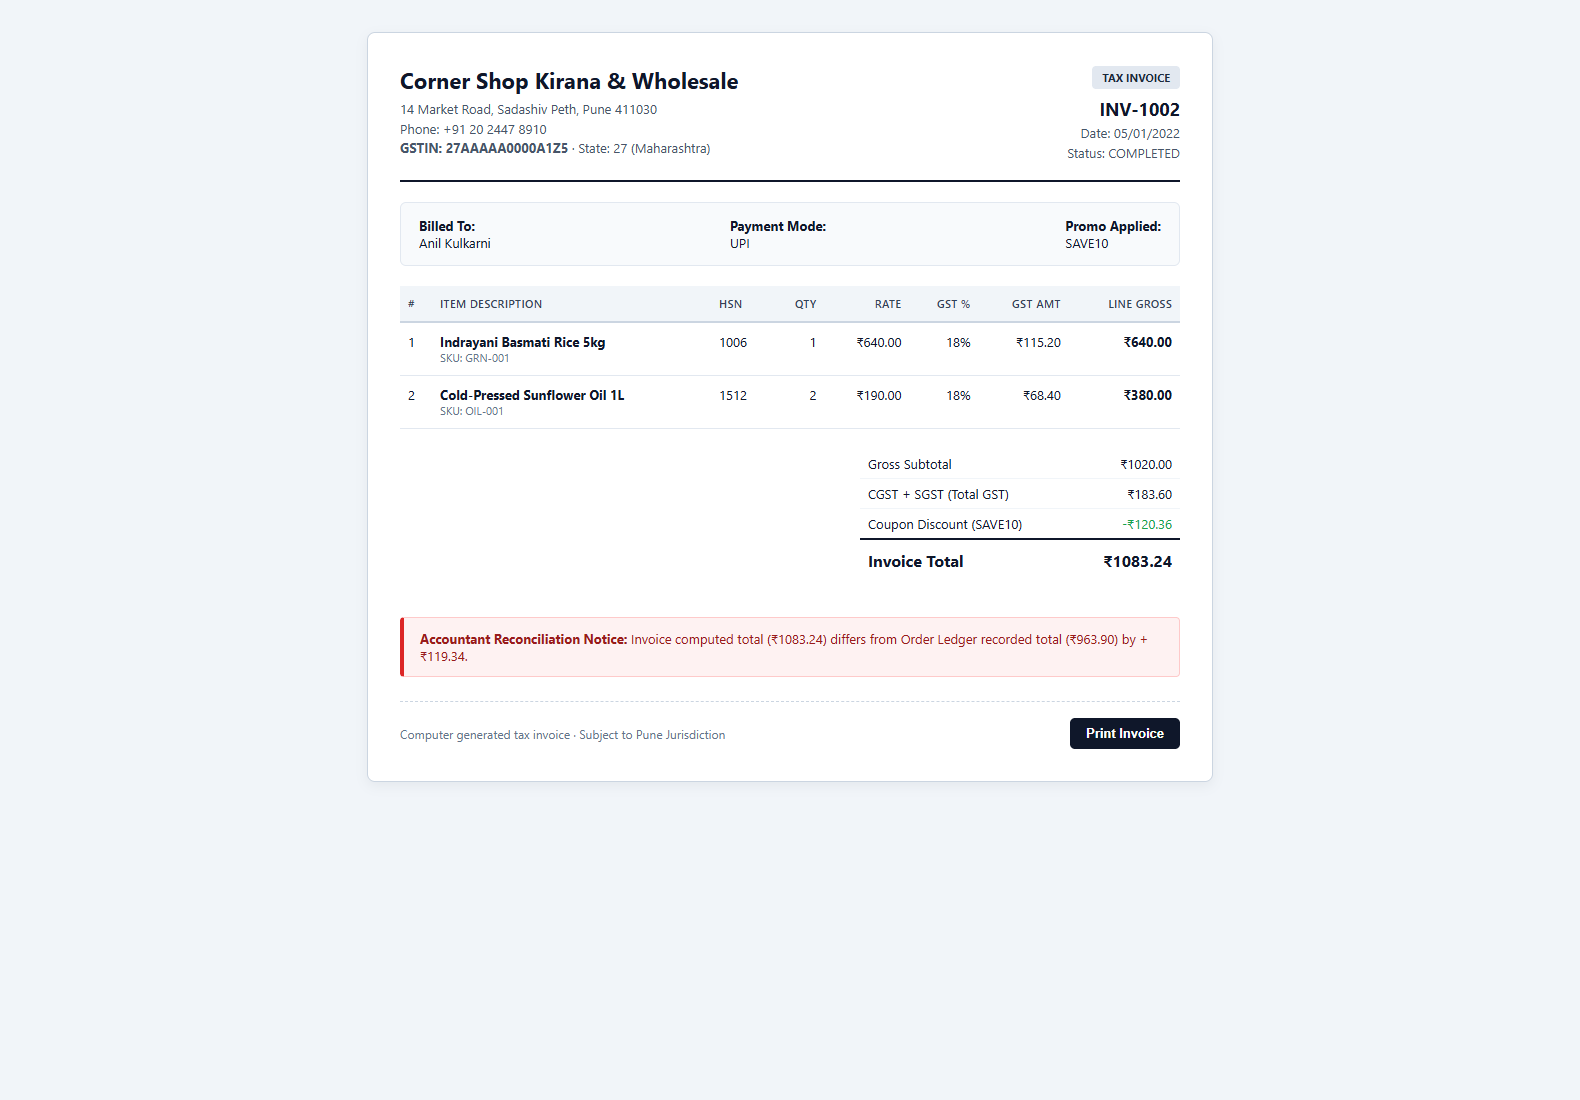 Corner Shop Kirana & Wholesale
14 Market Road, Sadashiv Peth, Pune 411030
Phone: +91 20 2447 8910
GSTIN: 27AAAAA0000A1Z5 · State: 27 (Maharashtra)
TAX INVOICE
INV-1002
Date: 05/01/2022
Status: COMPLETED
Billed To:
Anil Kulkarni
Payment Mode:
UPI
Promo Applied:
SAVE10
# ITEM DESCRIPTION HSN QTY RATE GST % GST AMT LINE GROSS
1 Indrayani Basmati Rice 5kg 1006 1 ₹640.00 18% ₹115.20 ₹640.00
SKU: GRN-001
2 Cold-Pressed Sunflower Oil 1L 1512 2 ₹190.00 18% ₹68.40 ₹380.00
SKU: OIL-001
Gross Subtotal ₹1020.00
CGST + SGST (Total GST) ₹183.60
Coupon Discount (SAVE10) -₹120.36
Invoice Total ₹1083.24
Accountant Reconciliation Notice: Invoice computed total (₹1083.24) differs from Order Ledger recorded total (₹963.90) by +
₹119.34.
Computer generated tax invoice · Subject to Pune Jurisdiction
Print Invoice